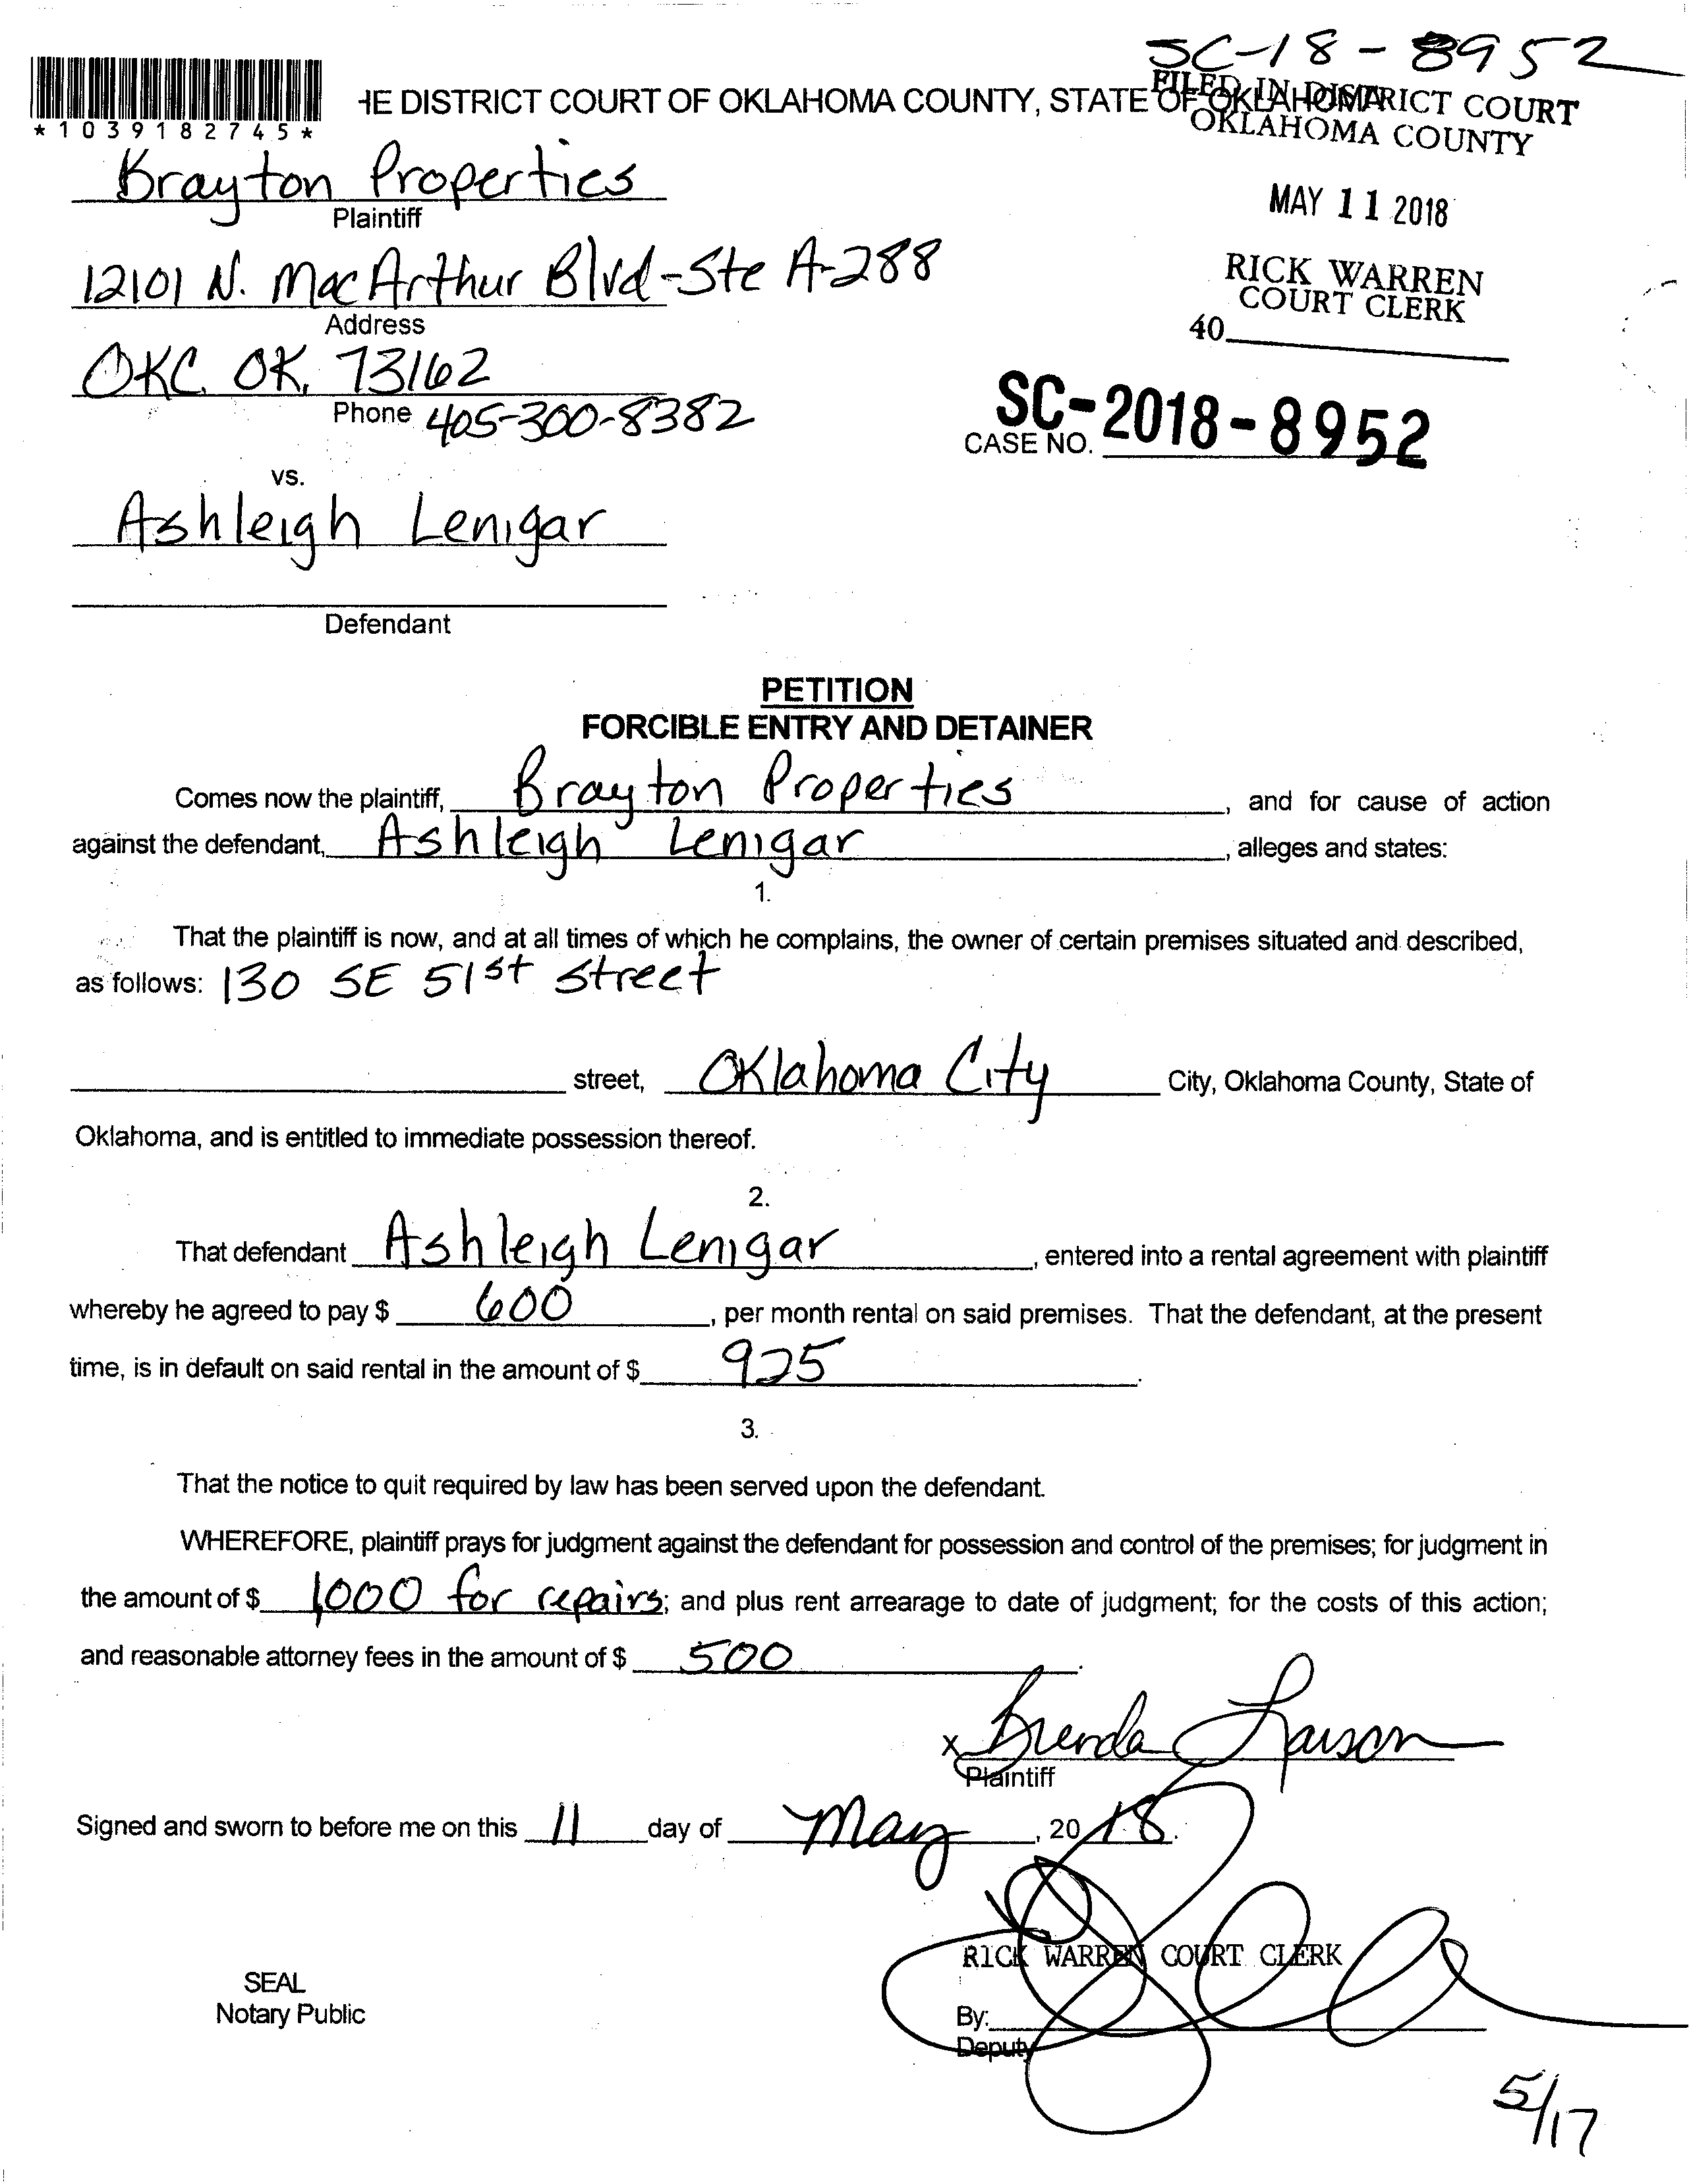 SC-18-8952
HE DISTRICT COURT OF OKLAHOMA COUNTY, STATE OF OKLAHOMA
FILED IN DISTRICT COURT
OKLAHOMA COUNTY
*1039182745*
Brayton Properties
Plaintiff
MAY 11 2018
12101 N. MacArthur Blvd-Ste A-288
Address
RICK WARREN
COURT CLERK
40
OKC, OK, 73162
Phone 405-300-8382
SC-2018-8952
CASE NO.
vs.
Ashleigh Lenigar
Defendant
PETITION
FORCIBLE ENTRY AND DETAINER
Comes now the plaintiff, Brayton Properties, and for cause of action
against the defendant, Ashleigh Lenigar, alleges and states:
1.
That the plaintiff is now, and at all times of which he complains, the owner of certain premises situated and described,
as follows: 130 SE 51st Street
street, Oklahoma City City, Oklahoma County, State of
Oklahoma, and is entitled to immediate possession thereof.
2.
That defendant Ashleigh Lenigar, entered into a rental agreement with plaintiff
whereby he agreed to pay $ 600, per month rental on said premises. That the defendant, at the present
time, is in default on said rental in the amount of $ 925.
3.
That the notice to quit required by law has been served upon the defendant.
WHEREFORE, plaintiff prays for judgment against the defendant for possession and control of the premises; for judgment in
the amount of $ 1,000 for repairs; and plus rent arrearage to date of judgment; for the costs of this action;
and reasonable attorney fees in the amount of $ 500.
x Brenda Larson
Plaintiff
Signed and sworn to before me on this 11 day of May, 20 18.
RICK WARREN COURT CLERK
SEAL
Notary Public
By:
Deputy
5/17